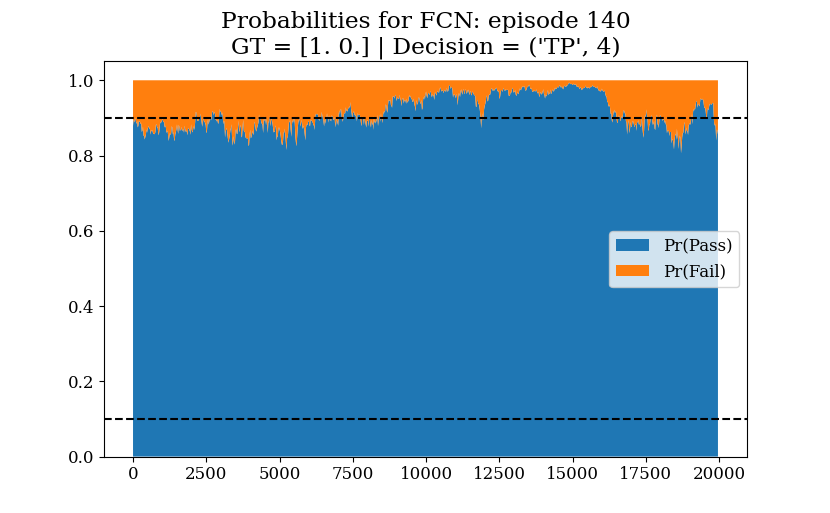 Probabilities for FCN: episode 140
GT = [1. 0.] | Decision = ('TP', 4)
1.0
0.8
0.6
0.4
0.2
0.0
Pr(Pass)
Pr(Fail)
0 2500 5000 7500 10000 12500 15000 17500 20000